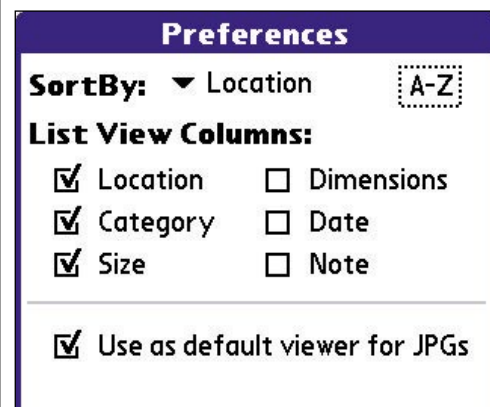 Preferences
SortBy: Location A-Z
List View Columns:
Location Dimensions
Category Date
Size Note
Use as default viewer for JPGs